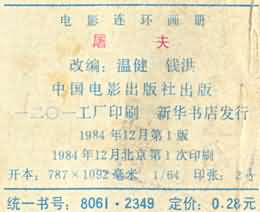 电影连环画册
屠夫
改编：温健 钱洪
中国电影出版社出版
一二〇一工厂印刷 新华书店发行
1984年12月第1版
1984年12月北京第1次印刷
开本：787×1092毫米 1/64 印张：2½
统一书号：8061·2349 定价：0.28元